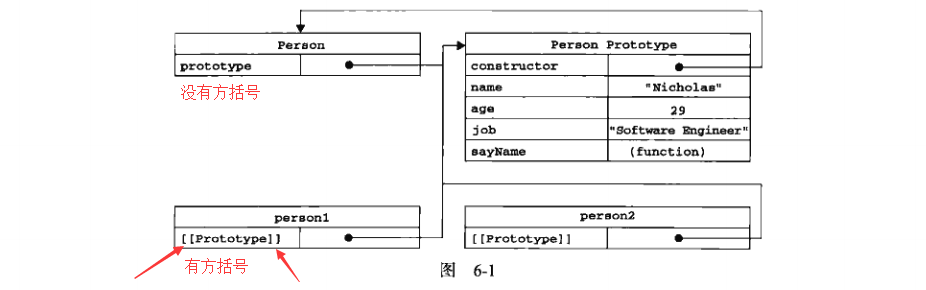 Person
prototype
没有方括号
Person Prototype
constructor
name "Nicholas"
age 29
job "Software Engineer"
sayName (function)
person1
[[Prototype]]
有方括号
person2
[[Prototype]]
图 6-1